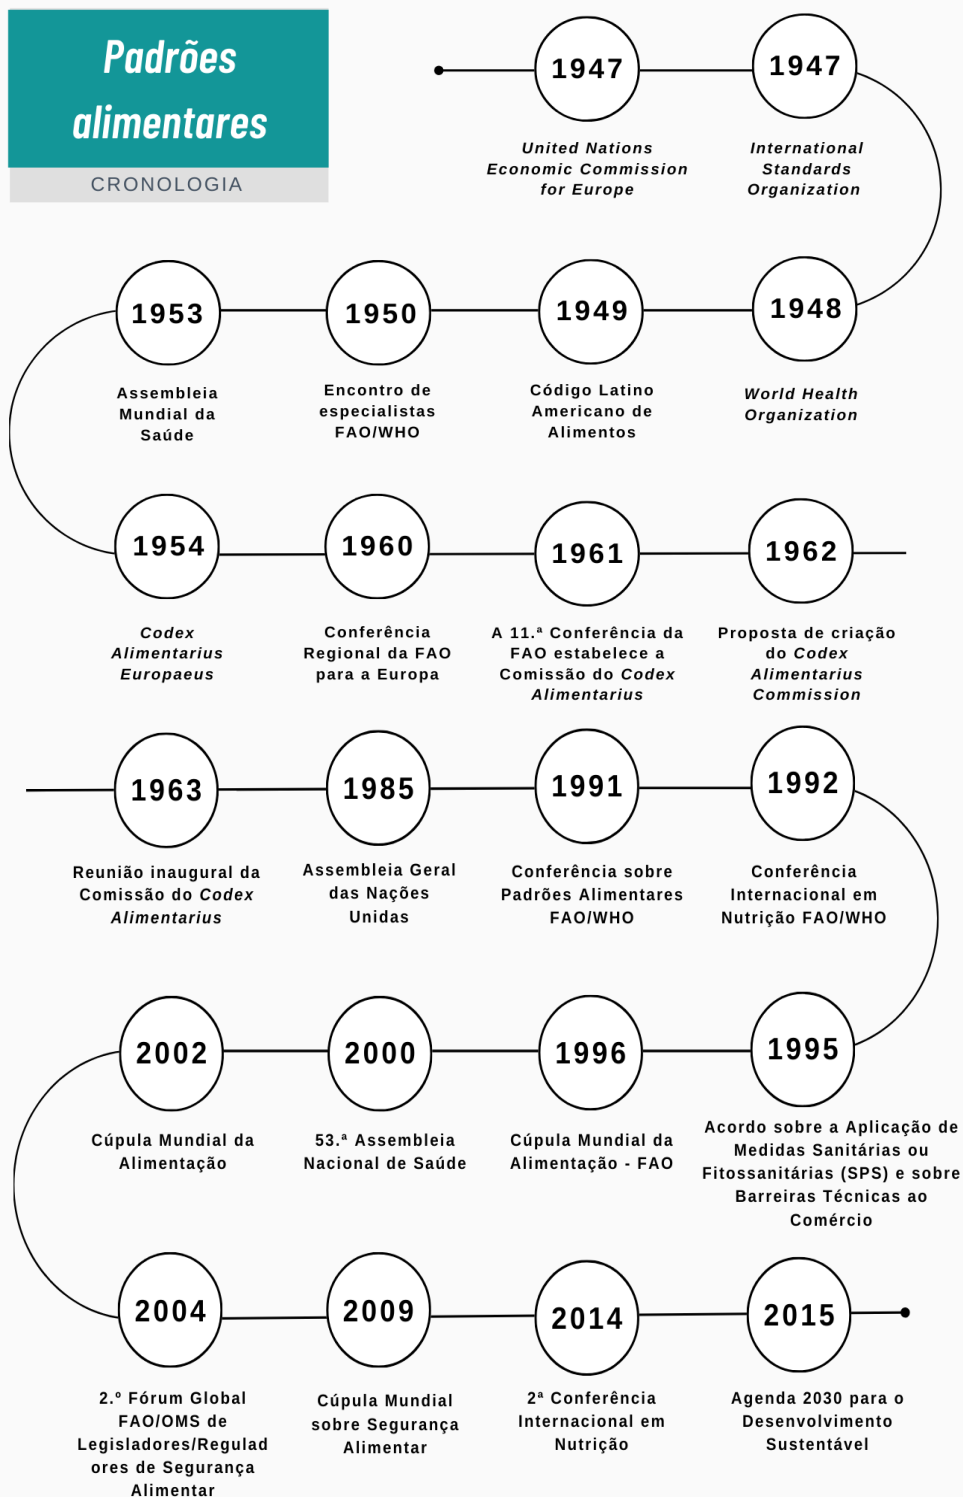 Padrões
alimentares
CRONOLOGIA
1947
United Nations
Economic Commission
for Europe
1947
International
Standards
Organization
1953
Assembleia
Mundial da
Saúde
1950
Encontro de
especialistas
FAO/WHO
1949
Código Latino
Americano de
Alimentos
1948
World Health
Organization
1954
Codex
Alimentarius
Europaeus
1960
Conferência
Regional da FAO
para a Europa
1961
A 11.ª Conferência da
FAO estabelece a
Comissão do Codex
Alimentarius
1962
Proposta de criação
do Codex
Alimentarius
Commission
1963
Reunião inaugural da
Comissão do Codex
Alimentarius
1985
Assembleia Geral
das Nações
Unidas
1991
Conferência sobre
Padrões Alimentares
FAO/WHO
1992
Conferência
Internacional em
Nutrição FAO/WHO
2002
Cúpula Mundial da
Alimentação
2000
53.ª Assembleia
Nacional de Saúde
1996
Cúpula Mundial da
Alimentação - FAO
1995
Acordo sobre a Aplicação de
Medidas Sanitárias ou
Fitossanitárias (SPS) e sobre
Barreiras Técnicas ao
Comércio
2004
2.º Fórum Global
FAO/OMS de
Legisladores/Regulad
ores de Segurança
Alimentar
2009
Cúpula Mundial
sobre Segurança
Alimentar
2014
2ª Conferência
Internacional em
Nutrição
2015
Agenda 2030 para o
Desenvolvimento
Sustentável